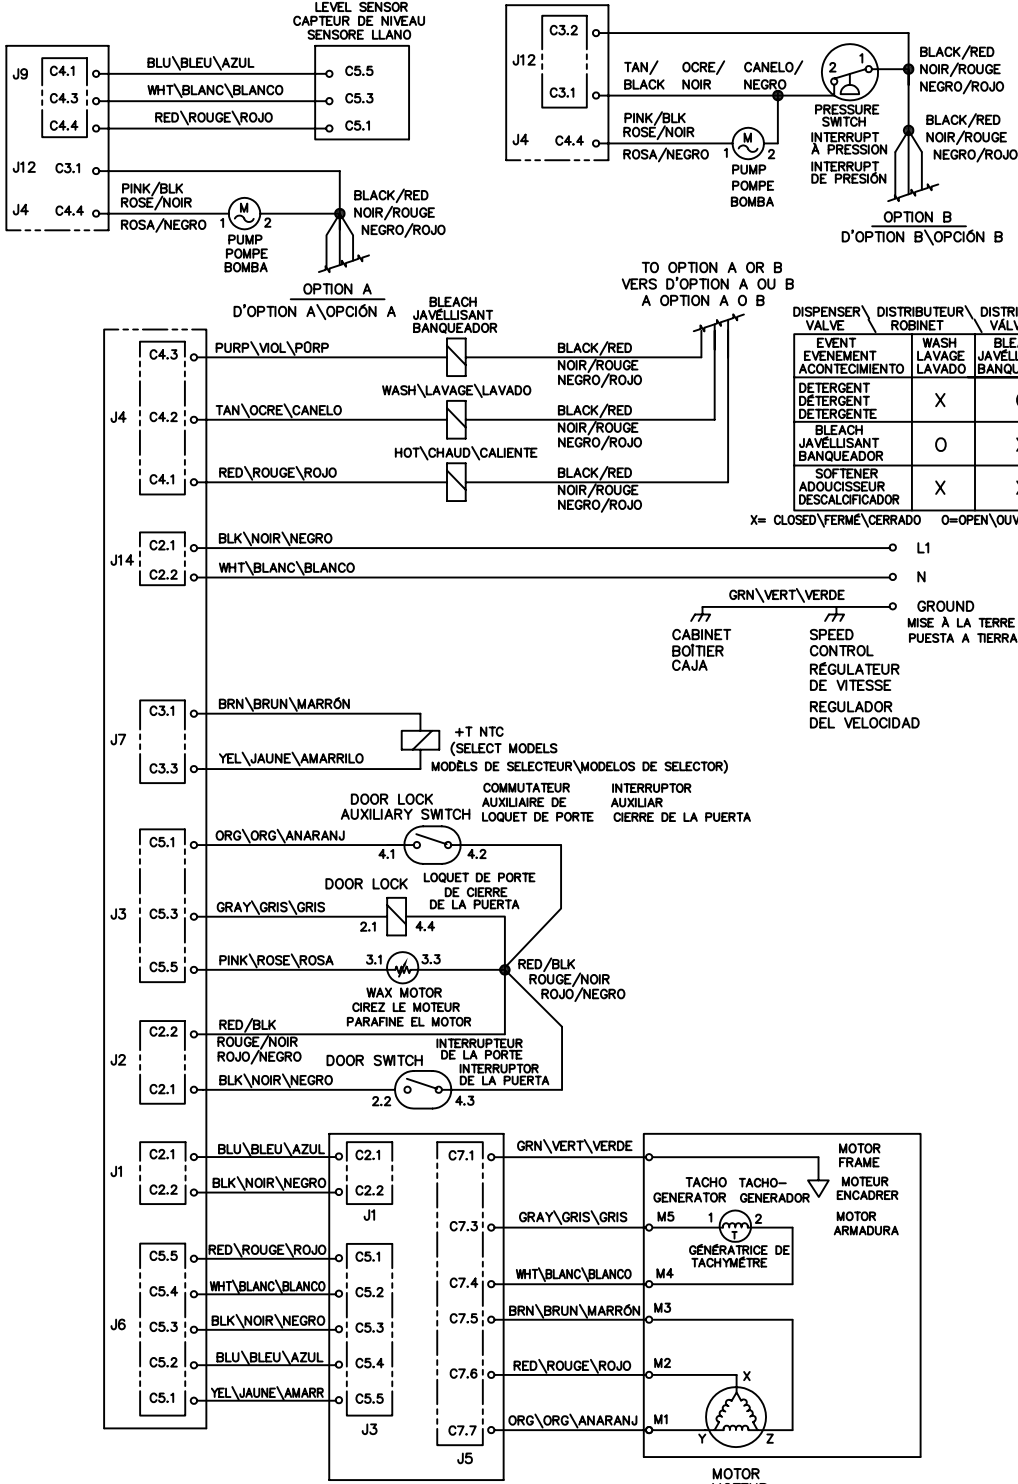 LEVEL SENSOR
CAPTEUR DE NIVEAU
SENSORE LLANO
J9
C4.1
BLU\BLEU\AZUL
C5.5
C4.3
WHT\BLANC\BLANCO
C5.3
C4.4
RED\ROUGE\ROJO
C5.1
J12
C3.1
J4
C4.4
PINK/BLK
ROSE/NOIR
ROSA/NEGRO
1
M
2
PUMP
POMPE
BOMBA
BLACK/RED
NOIR/ROUGE
NEGRO/ROJO
OPTION A
D'OPTION A\OPCIÓN A
C3.2
J12
C3.1
TAN/ OCRE/ CANELO/
BLACK NOIR NEGRO
2
1
PRESSURE
SWITCH
INTERRUPT
À PRESSION
INTERRUPT
DE PRESIÓN
J4
C4.4
PINK/BLK
ROSE/NOIR
ROSA/NEGRO
1
M
2
PUMP
POMPE
BOMBA
BLACK/RED
NOIR/ROUGE
NEGRO/ROJO
BLACK/RED
NOIR/ROUGE
NEGRO/ROJO
OPTION B
D'OPTION B\OPCIÓN B
TO OPTION A OR B
VERS D'OPTION A OU B
A OPTION A O B
DISPENSER\ DISTRIBUTEUR\ DISTRI
VALVE \ ROBINET \ VÁLV
EVENT
EVENEMENT
ACONTECIMIENTO
WASH
LAVAGE
LAVADO
BLEA
JAVÉLL
BANQU
DETERGENT
DÉTERGENT
DETERGENTE
X
BLEACH
JAVÉLLISANT
BANQUEADOR
O
SOFTENER
ADOUCISSEUR
DESCALCIFICADOR
X
X= CLOSED\FERMÉ\CERRADO O=OPEN\OUV
J4
C4.3
PURP\VIOL\PÚRP
BLEACH
JAVÉLLISANT
BANQUEADOR
BLACK/RED
NOIR/ROUGE
NEGRO/ROJO
C4.2
TAN\OCRE\CANELO
WASH\LAVAGE\LAVADO
BLACK/RED
NOIR/ROUGE
NEGRO/ROJO
C4.1
RED\ROUGE\ROJO
HOT\CHAUD\CALIENTE
BLACK/RED
NOIR/ROUGE
NEGRO/ROJO
J14
C2.1
BLK\NOIR\NEGRO
L1
C2.2
WHT\BLANC\BLANCO
N
GRN\VERT\VERDE
GROUND
MISE À LA TERRE
PUESTA A TIERRA
CABINET
BOÎTIER
CAJA
SPEED
CONTROL
RÉGULATEUR
DE VITESSE
REGULADOR
DEL VELOCIDAD
J7
C3.1
BRN\BRUN\MARRÓN
C3.3
YEL\JAUNE\AMARRILO
+T NTC
(SELECT MODELS
MODÈLS DE SELECTEUR\MODELOS DE SELECTOR)
J3
C5.1
ORG\ORG\ANARANJ
DOOR LOCK
AUXILIARY SWITCH
COMMUTATEUR
AUXILIAIRE DE
LOQUET DE PORTE
INTERRUPTOR
AUXILIAR
CIERRE DE LA PUERTA
4.1
4.2
C5.3
GRAY\GRIS\GRIS
DOOR LOCK
LOQUET DE PORTE
DE CIERRE
DE LA PUERTA
2.1
4.4
C5.5
PINK\ROSE\ROSA
3.1
3.3
WAX MOTOR
CIREZ LE MOTEUR
PARAFINE EL MOTOR
RED/BLK
ROUGE/NOIR
ROJO/NEGRO
J2
C2.2
RED/BLK
ROUGE/NOIR
ROJO/NEGRO
C2.1
BLK\NOIR\NEGRO
DOOR SWITCH
INTERRUPTEUR
DE LA PORTE
INTERRUPTOR
DE LA PUERTA
2.2
4.3
J1
C2.1
BLU\BLEU\AZUL
C2.1
C2.2
BLK\NOIR\NEGRO
C2.2
J1
J6
C5.5
RED\ROUGE\ROJO
C5.1
C5.4
WHT\BLANC\BLANCO
C5.2
C5.3
BLK\NOIR\NEGRO
C5.3
C5.2
BLU\BLEU\AZUL
C5.4
C5.1
YEL\JAUNE\AMARR
C5.5
J3
C7.1
GRN\VERT\VERDE
MOTOR
FRAME
MOTEUR
ENCADRER
MOTOR
ARMADURA
C7.3
GRAY\GRIS\GRIS
M5
TACHO TACHO-
GENERATOR GENERADOR
1
T
2
GÉNÉRATRICE DE
TACHYMÉTRE
C7.4
WHT\BLANC\BLANCO
M4
C7.5
BRN\BRUN\MARRÓN
M3
C7.6
RED\ROUGE\ROJO
M2
X
C7.7
ORG\ORG\ANARANJ
M1
Y
Z
J5
MOTOR